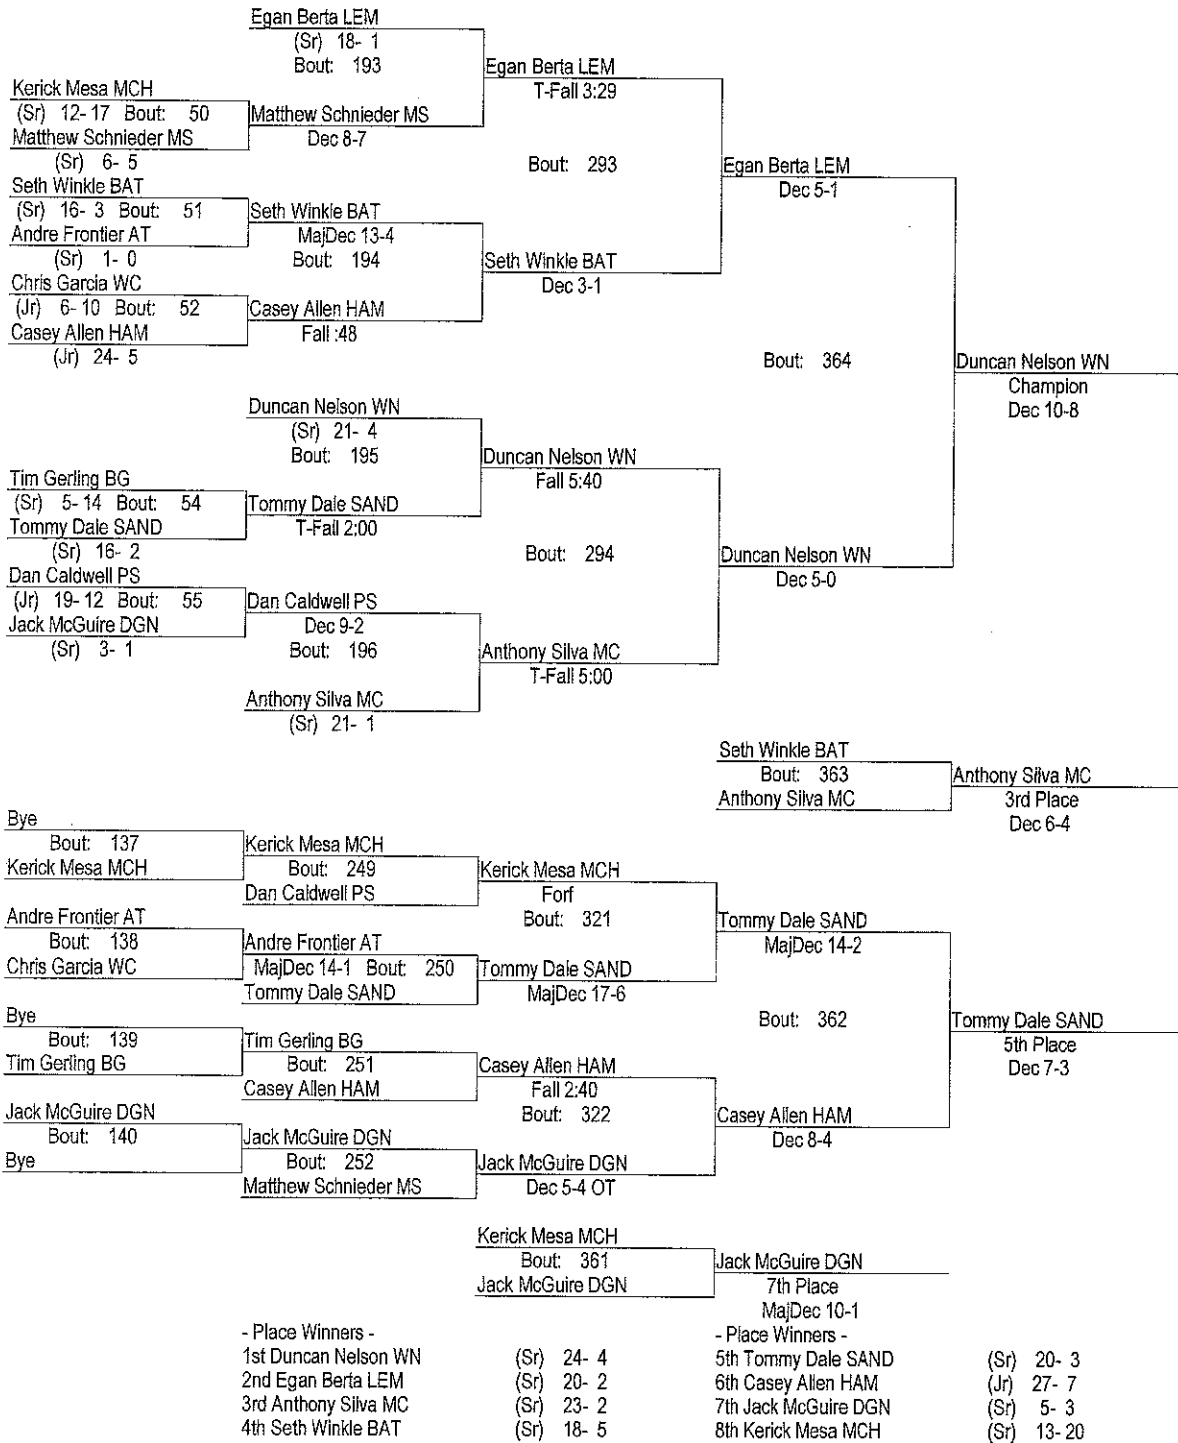 Egan Berta LEM
(Sr) 18- 1
Bout: 193
Egan Berta LEM
T-Fall 3:29
Kerick Mesa MCH
(Sr) 12- 17 Bout: 50
Matthew Schnieder MS
Matthew Schnieder MS
Dec 8-7
(Sr) 6- 5
Bout: 293
Egan Berta LEM
Dec 5-1
Seth Winkle BAT
(Sr) 16- 3 Bout: 51
Seth Winkle BAT
Andre Frontier AT
MajDec 13-4
(Sr) 1- 0
Bout: 194
Seth Winkle BAT
Dec 3-1
Chris Garcia WC
(Jr) 6- 10 Bout: 52
Casey Allen HAM
Casey Allen HAM
Fall :48
(Jr) 24- 5
Bout: 364
Duncan Nelson WN
Champion
Dec 10-8
Duncan Nelson WN
(Sr) 21- 4
Bout: 195
Duncan Nelson WN
Fall 5:40
Tim Gerling BG
(Sr) 5- 14 Bout: 54
Tommy Dale SAND
Tommy Dale SAND
T-Fall 2:00
(Sr) 16- 2
Bout: 294
Duncan Nelson WN
Dec 5-0
Dan Caldwell PS
(Jr) 19- 12 Bout: 55
Dan Caldwell PS
Jack McGuire DGN
Dec 9-2
(Sr) 3- 1
Bout: 196
Anthony Silva MC
T-Fall 5:00
Anthony Silva MC
(Sr) 21- 1
Seth Winkle BAT
Bout: 363
Anthony Silva MC
Anthony Silva MC
3rd Place
Dec 6-4
Bye
Bout: 137
Kerick Mesa MCH
Kerick Mesa MCH
Bout: 249
Dan Caldwell PS
Kerick Mesa MCH
Forf
Bout: 321
Andre Frontier AT
Bout: 138
Chris Garcia WC
Andre Frontier AT
MajDec 14-1 Bout: 250
Tommy Dale SAND
Tommy Dale SAND
MajDec 17-6
Tommy Dale SAND
MajDec 14-2
Bye
Bout: 139
Tim Gerling BG
Tim Gerling BG
Bout: 251
Casey Allen HAM
Casey Allen HAM
Fall 2:40
Bout: 322
Bout: 362
Tommy Dale SAND
5th Place
Dec 7-3
Jack McGuire DGN
Bout: 140
Bye
Jack McGuire DGN
Bout: 252
Matthew Schnieder MS
Jack McGuire DGN
Dec 5-4 OT
Casey Allen HAM
Dec 8-4
Kerick Mesa MCH
Bout: 361
Jack McGuire DGN
Jack McGuire DGN
7th Place
MajDec 10-1
- Place Winners -
1st Duncan Nelson WN (Sr) 24- 4
2nd Egan Berta LEM (Sr) 20- 2
3rd Anthony Silva MC (Sr) 23- 2
4th Seth Winkle BAT (Sr) 18- 5
- Place Winners -
5th Tommy Dale SAND (Sr) 20- 3
6th Casey Allen HAM (Jr) 27- 7
7th Jack McGuire DGN (Sr) 5- 3
8th Kerick Mesa MCH (Sr) 13- 20